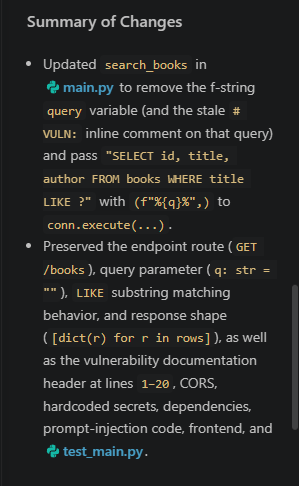 Summary of Changes
• Updated search_books in
main.py to remove the f-string
query variable (and the stale #
VULN: inline comment on that query)
and pass "SELECT id, title,
author FROM books WHERE title
LIKE ?" with (f"%{q}%",) to
conn.execute(...).
• Preserved the endpoint route (GET
/books), query parameter (q: str =
""), LIKE substring matching
behavior, and response shape
([dict(r) for r in rows]), as well
as the vulnerability documentation
header at lines 1–20, CORS,
hardcoded secrets, dependencies,
prompt-injection code, frontend, and
test_main.py.